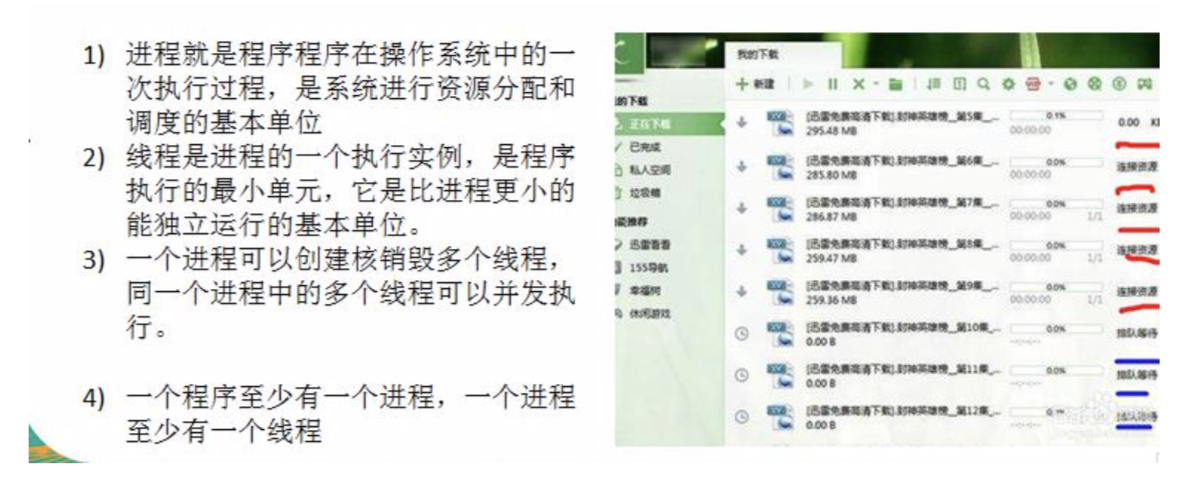 1) 进程就是程序程序在操作系统中的一
次执行过程，是系统进行资源分配和
调度的基本单位
2) 线程是进程的一个执行实例，是程序
执行的最小单元，它是比进程更小的
能独立运行的基本单位。
3) 一个进程可以创建核销毁多个线程，
同一个进程中的多个线程可以并发执
行。
4) 一个程序至少有一个进程，一个进程
至少有一个线程
我的下载
新建
的下载
正在下载
已完成
私人空间
垃圾箱
能推荐
迅雷看看
155导航
幸福树
休闲游戏
[迅雷免费高清下载].封神英雄榜__第5集__... 0.1% 0.00
295.48 MB 00:00:00
[迅雷免费高清下载].封神英雄榜__第6集__... 0.0% 连接资源
285.80 MB 00:00:00
[迅雷免费高清下载].封神英雄榜__第7集__... 0.0% 连接资源
286.87 MB 00:00:00 1/1
[迅雷免费高清下载].封神英雄榜__第8集__... 0.0% 连接资源
259.47 MB 00:00:00 1/1
[迅雷免费高清下载].封神英雄榜__第9集__... 0.0% 连接资源
259.36 MB 00:00:00 1/1
[迅雷免费高清下载].封神英雄榜__第10集_... 0.0% 排队等待
0.00 B --:--:--
[迅雷免费高清下载].封神英雄榜__第11集_... 0.0% 排队等待
0.00 B --:--:--
[迅雷免费高清下载].封神英雄榜__第12集_... 排队等待
0.00 B --:--:--